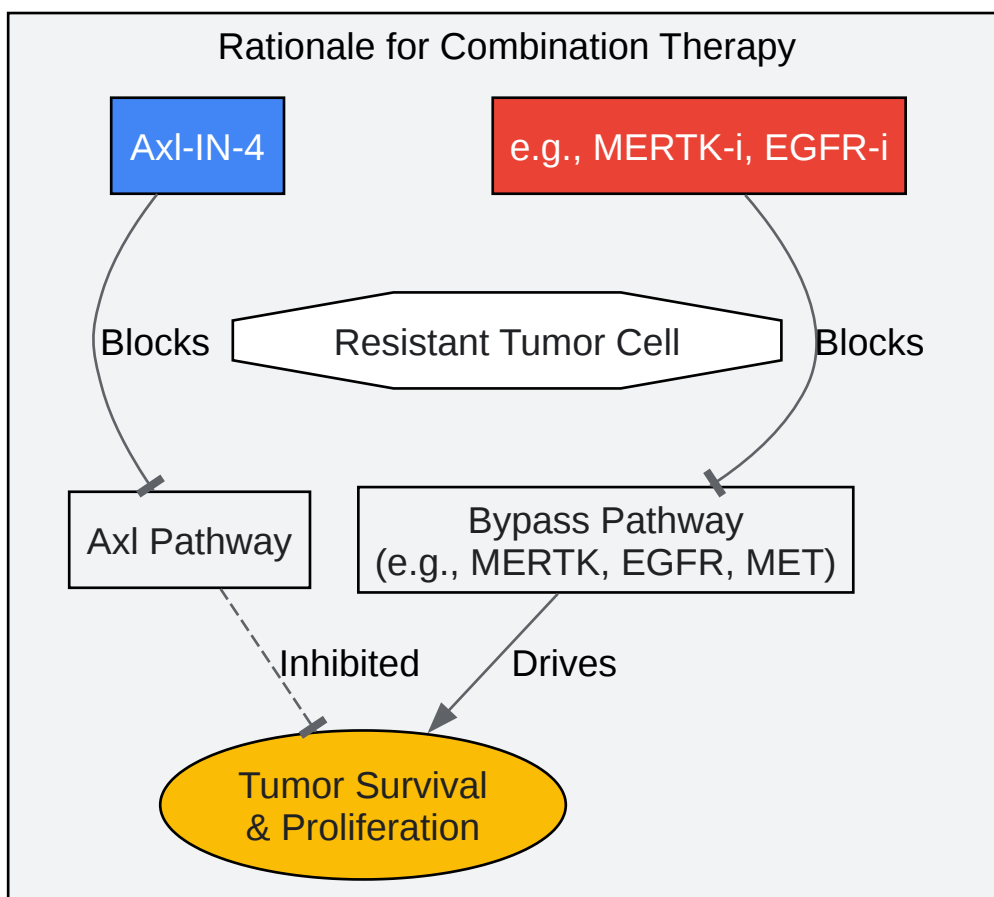 Rationale for Combination Therapy
Axl-IN-4
e.g., MERTK-i, EGFR-i
Blocks
Resistant Tumor Cell
Blocks
Axl Pathway
Bypass Pathway
(e.g., MERTK, EGFR, MET)
Inhibited
Drives
Tumor Survival
& Proliferation